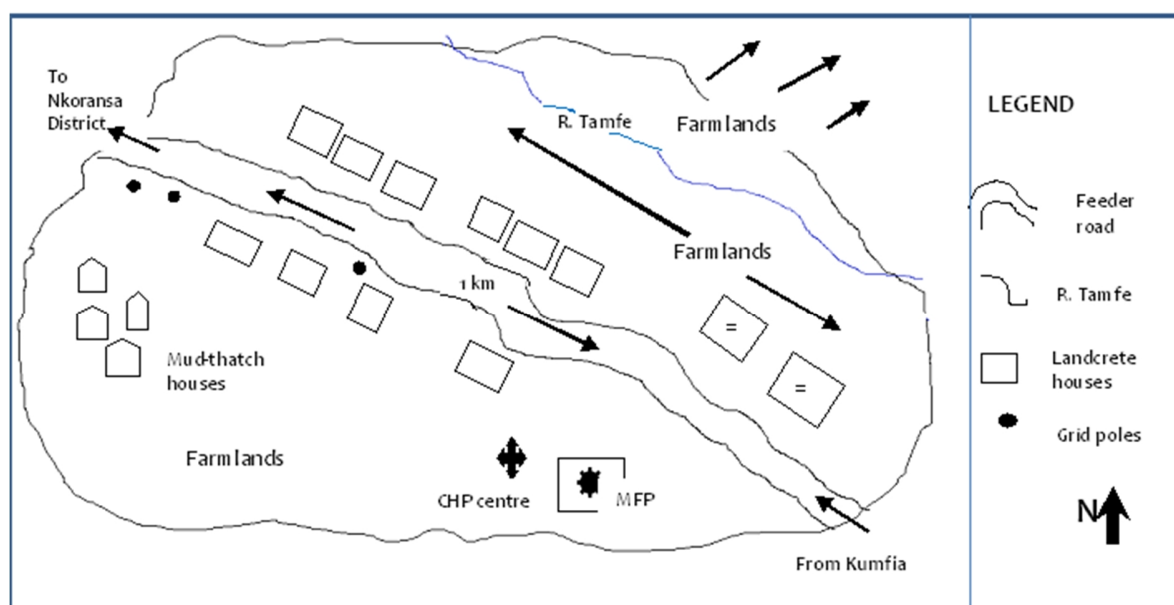 To
Nkoransa
District
R. Tamfe
Farmlands
Farmlands
1 km
=
=
Mud-thatch
houses
Farmlands
CHP centre
MFP
From Kumfia
LEGEND
Feeder
road
R. Tamfe
Landcrete
houses
Grid poles
N